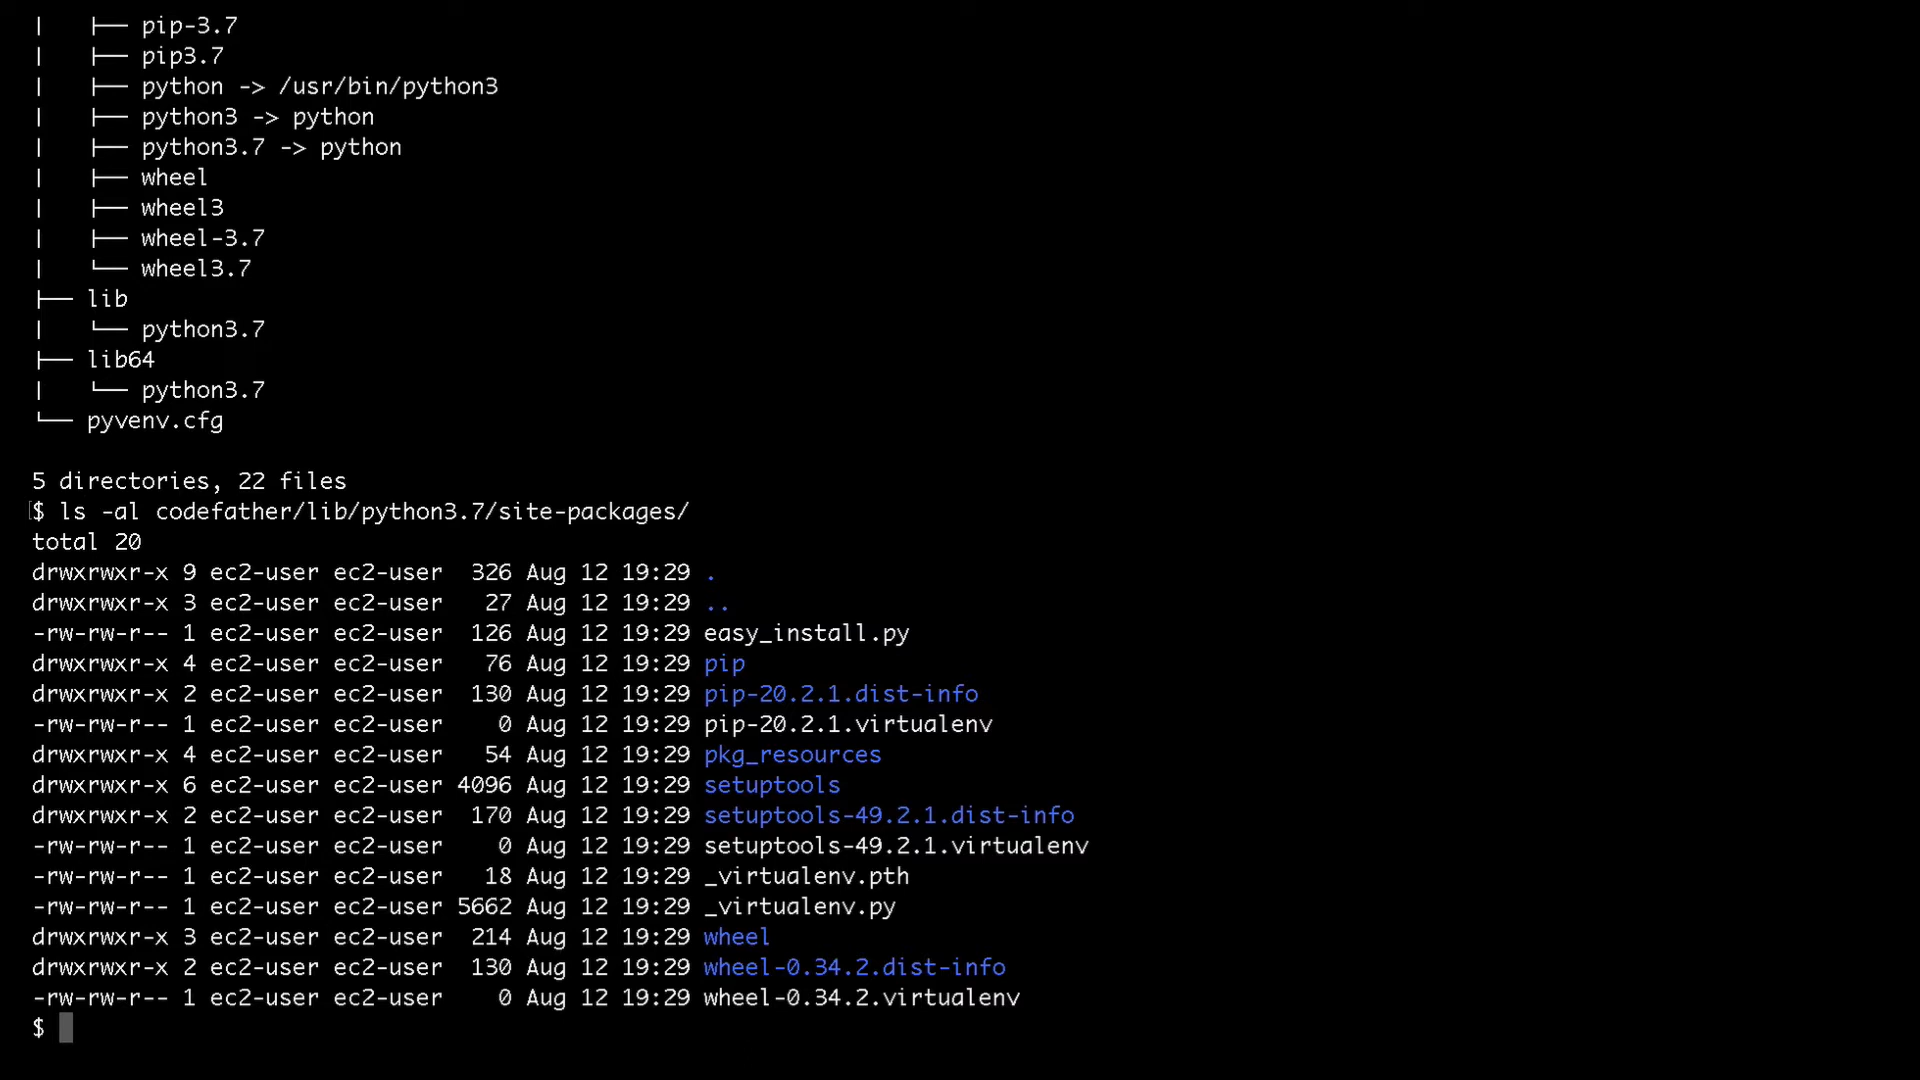 |   ├── pip-3.7
|   ├── pip3.7
|   ├── python -> /usr/bin/python3
|   ├── python3 -> python
|   ├── python3.7 -> python
|   ├── wheel
|   ├── wheel3
|   ├── wheel-3.7
|   └── wheel3.7
├── lib
|   └── python3.7
├── lib64
|   └── python3.7
└── pyvenv.cfg

5 directories, 22 files
[$ ls -al codefather/lib/python3.7/site-packages/
total 20
drwxrwxr-x 9 ec2-user ec2-user  326 Aug 12 19:29 .
drwxrwxr-x 3 ec2-user ec2-user   27 Aug 12 19:29 ..
-rw-rw-r-- 1 ec2-user ec2-user  126 Aug 12 19:29 easy_install.py
drwxrwxr-x 4 ec2-user ec2-user   76 Aug 12 19:29 pip
drwxrwxr-x 2 ec2-user ec2-user  130 Aug 12 19:29 pip-20.2.1.dist-info
-rw-rw-r-- 1 ec2-user ec2-user    0 Aug 12 19:29 pip-20.2.1.virtualenv
drwxrwxr-x 4 ec2-user ec2-user   54 Aug 12 19:29 pkg_resources
drwxrwxr-x 6 ec2-user ec2-user 4096 Aug 12 19:29 setuptools
drwxrwxr-x 2 ec2-user ec2-user  170 Aug 12 19:29 setuptools-49.2.1.dist-info
-rw-rw-r-- 1 ec2-user ec2-user    0 Aug 12 19:29 setuptools-49.2.1.virtualenv
-rw-rw-r-- 1 ec2-user ec2-user   18 Aug 12 19:29 _virtualenv.pth
-rw-rw-r-- 1 ec2-user ec2-user 5662 Aug 12 19:29 _virtualenv.py
drwxrwxr-x 3 ec2-user ec2-user  214 Aug 12 19:29 wheel
drwxrwxr-x 2 ec2-user ec2-user  130 Aug 12 19:29 wheel-0.34.2.dist-info
-rw-rw-r-- 1 ec2-user ec2-user    0 Aug 12 19:29 wheel-0.34.2.virtualenv
$